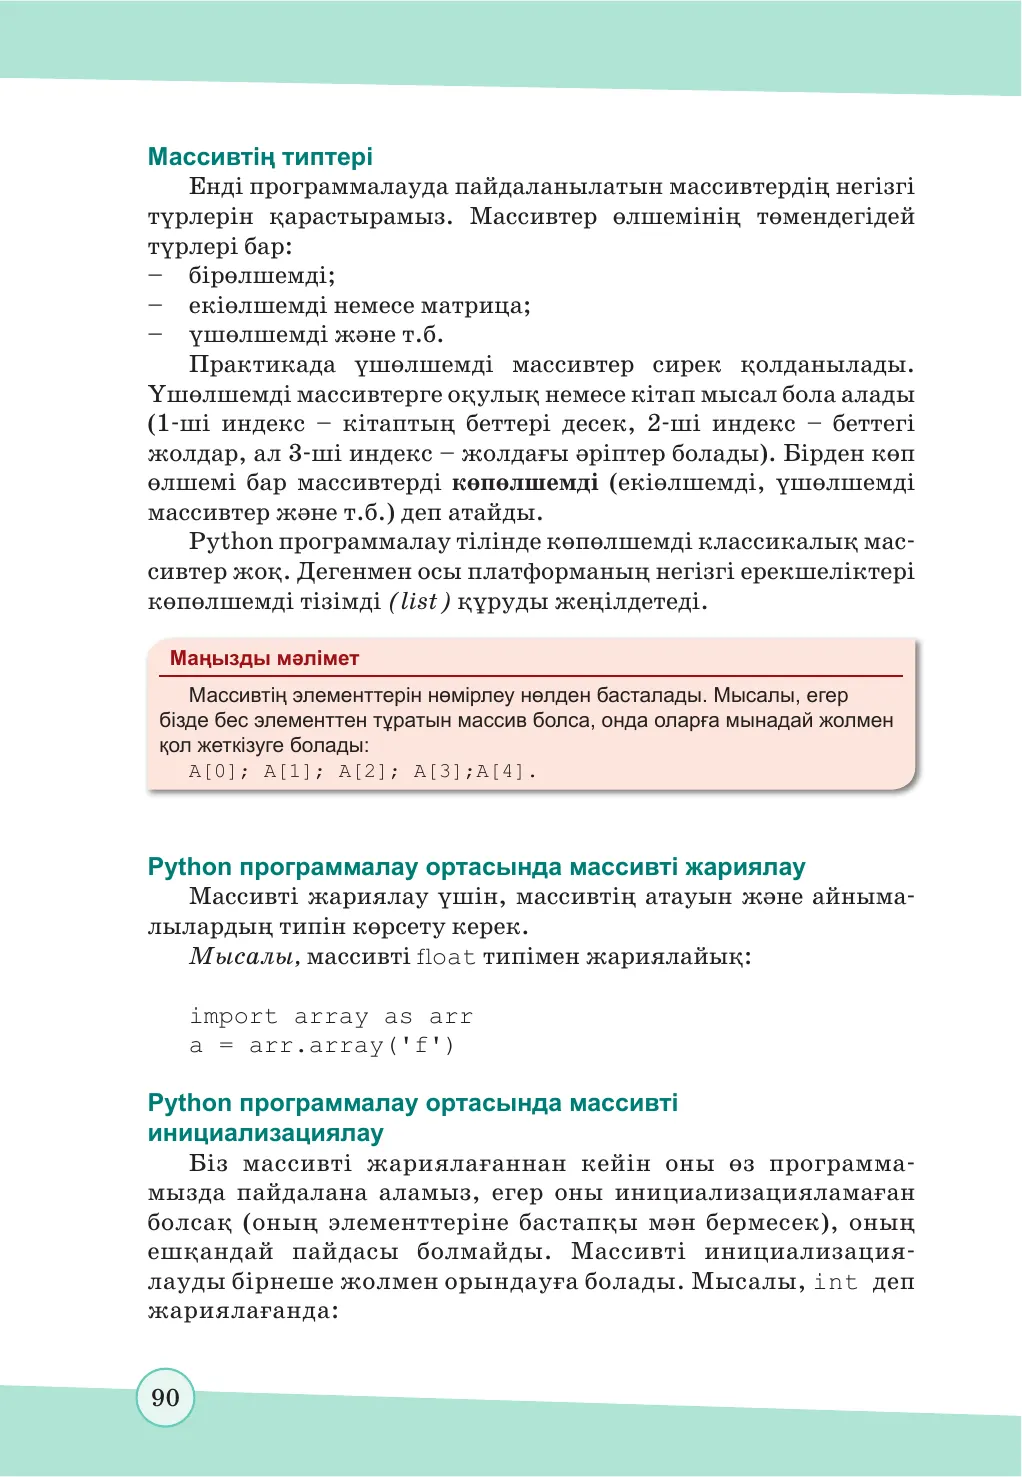 Массивтің типтері
Енді программалауда пайдаланылатын массивтердің негізгі
түрлерін қарастырамыз. Массивтер өлшемінің төмендегідей
түрлері бар:
– бірөлшемді;
– екіөлшемді немесе матрица;
– үшөлшемді және т.б.
Практикада үшөлшемді массивтер сирек қолданылады.
Үшөлшемді массивтерге оқулық немесе кітап мысал бола алады
(1-ші индекс – кітаптың беттері десек, 2-ші индекс – беттегі
жолдар, ал 3-ші индекс – жолдағы әріптер болады). Бірден көп
өлшемі бар массивтерді көпөлшемді (екіөлшемді, үшөлшемді
массивтер және т.б.) деп атайды.
Python программалау тілінде көпөлшемді классикалық мас-
сивтер жоқ. Дегенмен осы платформаның негізгі ерекшеліктері
көпөлшемді тізімді (list) құруды жеңілдетеді.
Маңызды мәлімет
Массивтің элементтерін нөмірлеу нөлден басталады. Мысалы, егер
бізде бес элементтен тұратын массив болса, онда оларға мынадай жолмен
қол жеткізуге болады:
A[0]; A[1]; A[2]; A[3];A[4].
Python программалау ортасында массивті жариялау
Массивті жариялау үшін, массивтің атауын және айныма-
лылардың типін көрсету керек.
Мысалы, массивті float типімен жариялайық:
import array as arr
a = arr.array('f')
Python программалау ортасында массивті
инициализациялау
Біз массивті жариялағаннан кейін оны өз программа-
мызда пайдалана аламыз, егер оны инициализацияламаған
болсақ (оның элементтеріне бастапқы мән бермесек), оның
ешқандай пайдасы болмайды. Массивті инициализация-
лауды бірнеше жолмен орындауға болады. Мысалы, int деп
жариялағанда:
90